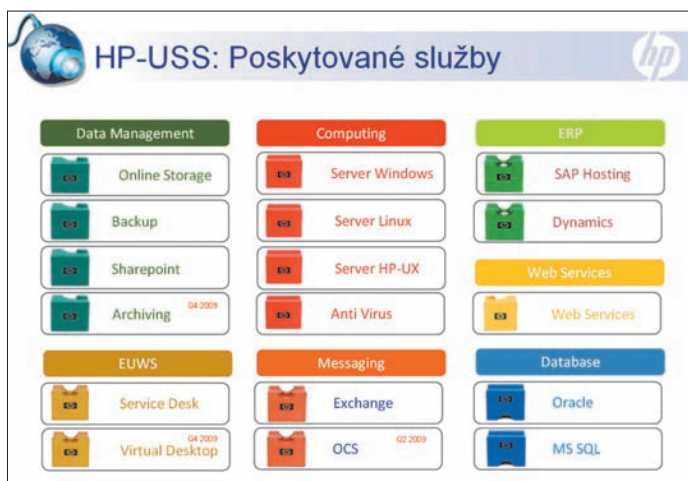 HP-USS: Poskytované služby
hp
Data Management
Online Storage
Backup
Sharepoint
Archiving
Q4 2009
Computing
Server Windows
Server Linux
Server HP-UX
Anti Virus
ERP
SAP Hosting
Dynamics
Web Services
Web Services
EUWS
Service Desk
Virtual Desktop
Q4 2009
Messaging
Exchange
OCS
Q2 2009
Database
Oracle
MS SQL